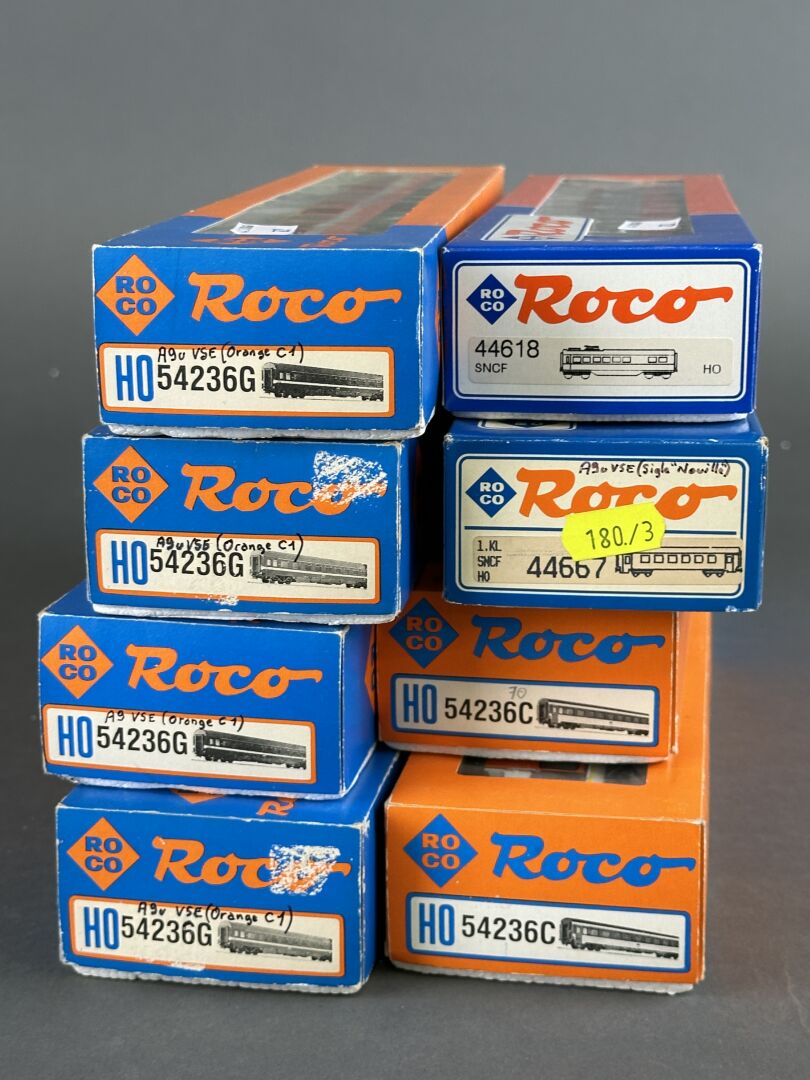 RO
CO
Roco
A9u VSE (Orange C1)
HO 54236G
RO
CO
Roco
A9u VSE (Orange C1)
HO 54236G
RO
CO
Roco
A9 VSE (Orange C1)
HO 54236G
RO
CO
Roco
A9u VSE (Orange C1)
HO 54236G
Roco
RO
CO
Roco
44618
SNCF
HO
A9u VSE (Sigle "Nouille")
RO
CO
Roco
180./3
1.KL
SNCF
HO
44667
RO
CO
Roco
70
HO 54236C
RO
CO
Roco
HO 54236C